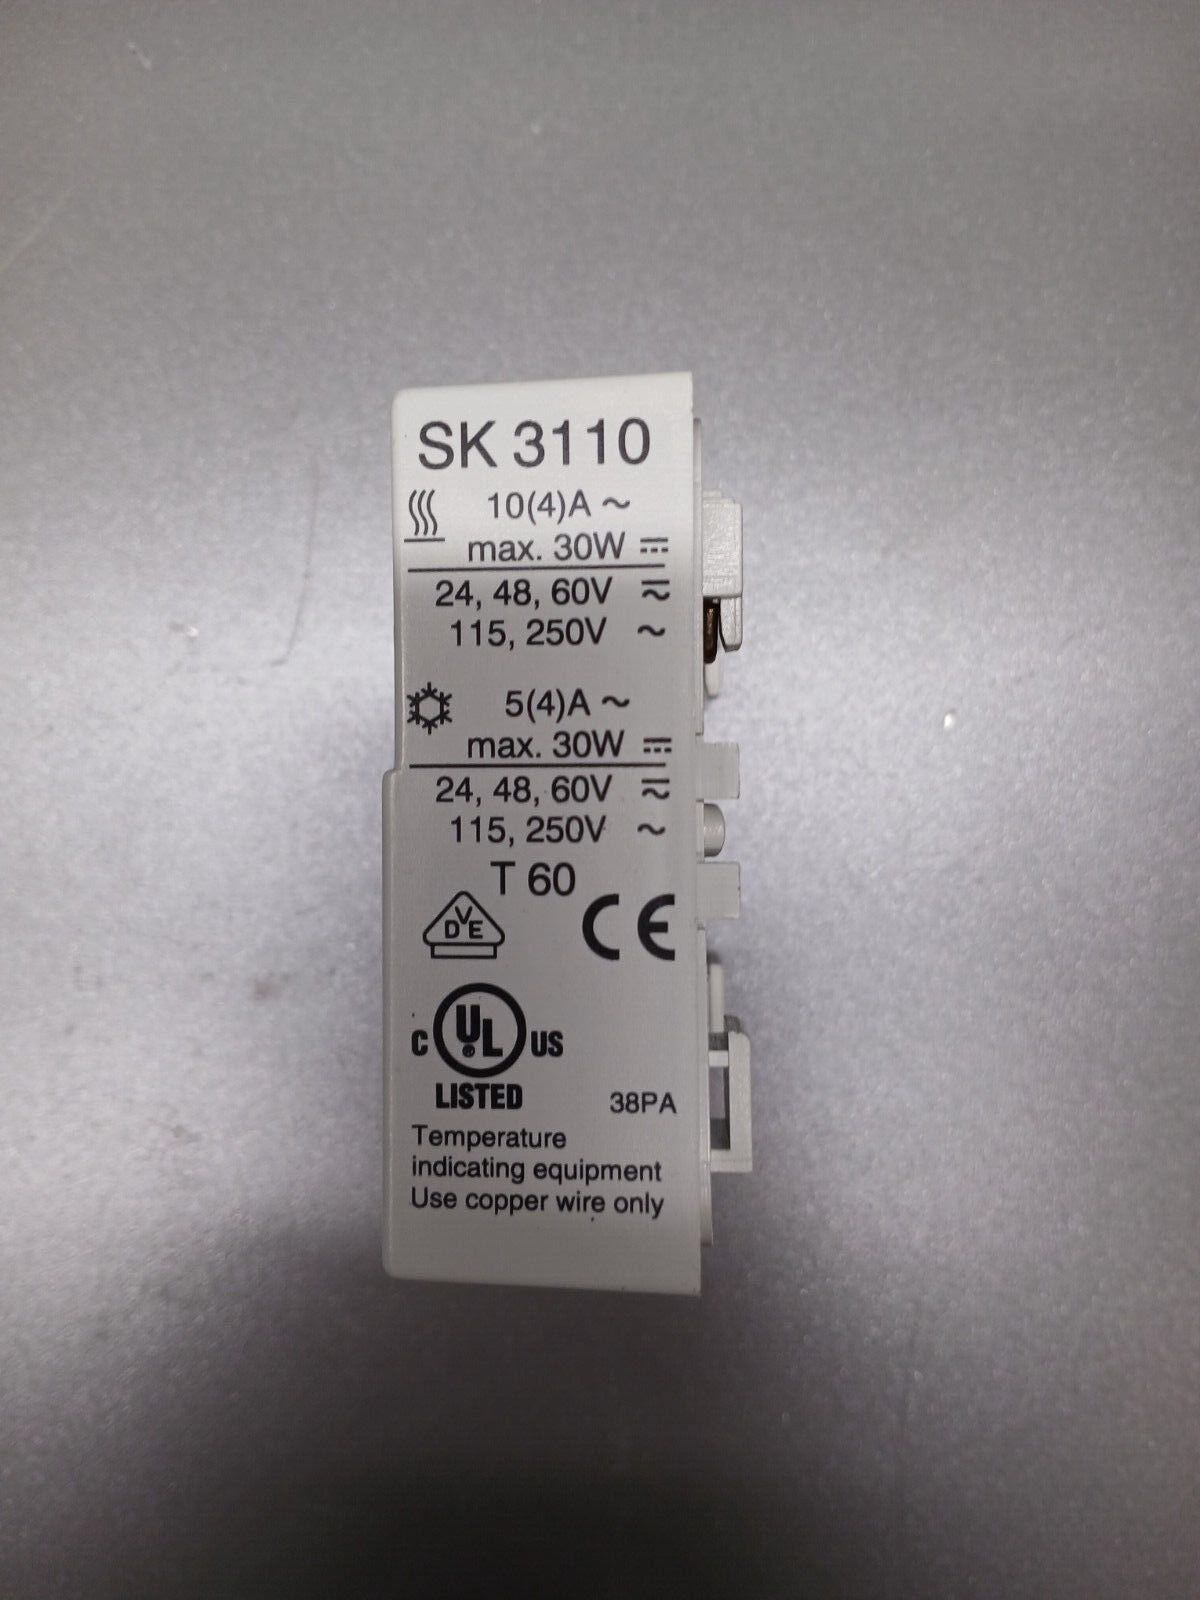 SK 3110
10(4)A ~
max. 30W ⎓
24, 48, 60V ≂
115, 250V ~
5(4)A ~
max. 30W ⎓
24, 48, 60V ≂
115, 250V ~
T 60
VDE CE
C UL® US
LISTED 38PA
Temperature
indicating equipment
Use copper wire only